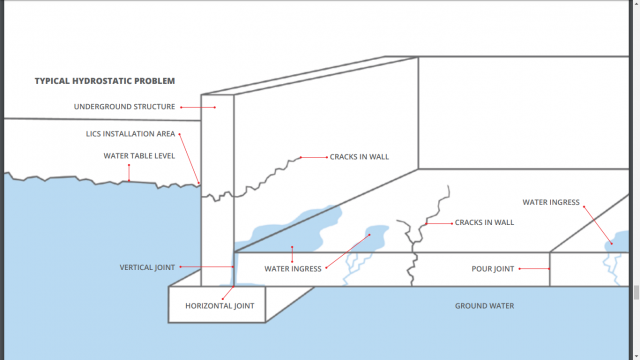 TYPICAL HYDROSTATIC PROBLEM
UNDERGROUND STRUCTURE
LICS INSTALLATION AREA
WATER TABLE LEVEL
CRACKS IN WALL
WATER INGRESS
CRACKS IN WALL
VERTICAL JOINT
WATER INGRESS
POUR JOINT
HORIZONTAL JOINT
GROUND WATER